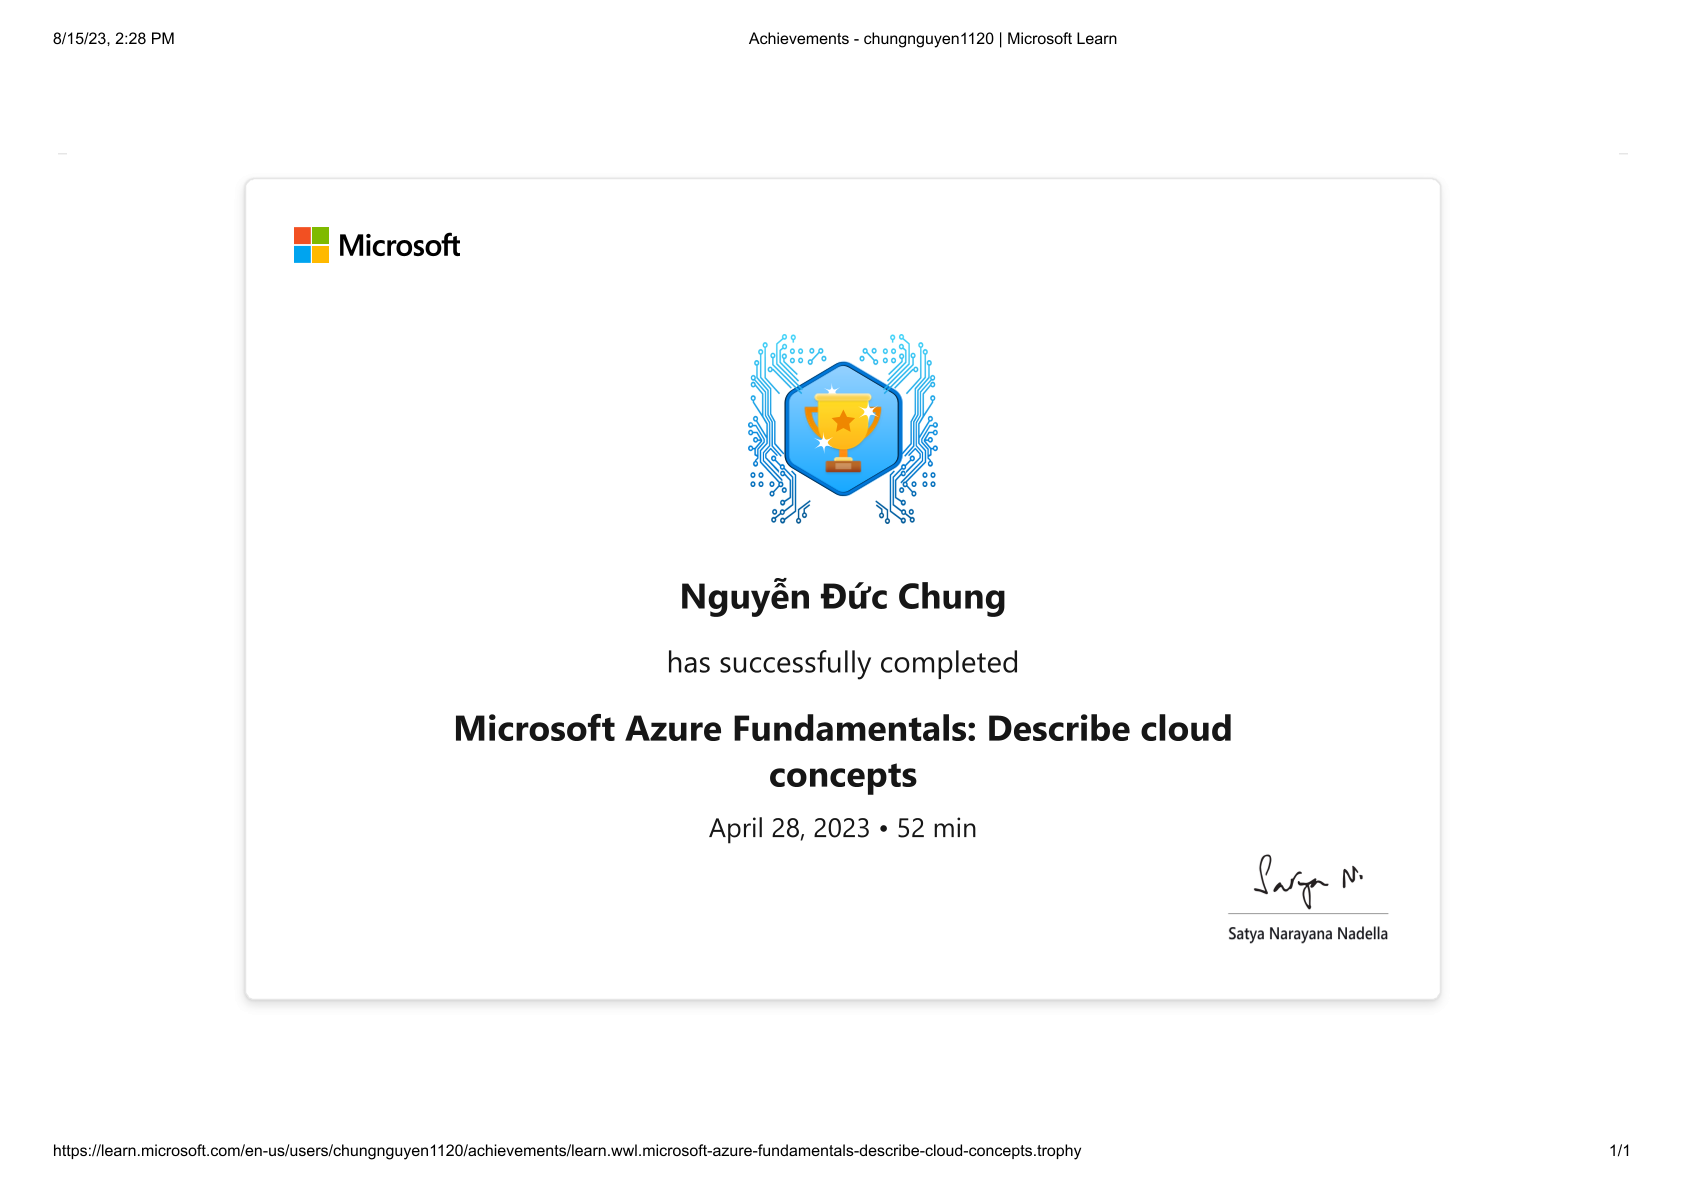 8/15/23, 2:28 PM
Achievements - chungnguyen1120 | Microsoft Learn
Microsoft
Nguyễn Đức Chung
has successfully completed
Microsoft Azure Fundamentals: Describe cloud
concepts
April 28, 2023 • 52 min
Satya N.
Satya Narayana Nadella
https://learn.microsoft.com/en-us/users/chungnguyen1120/achievements/learn.wwl.microsoft-azure-fundamentals-describe-cloud-concepts.trophy
1/1